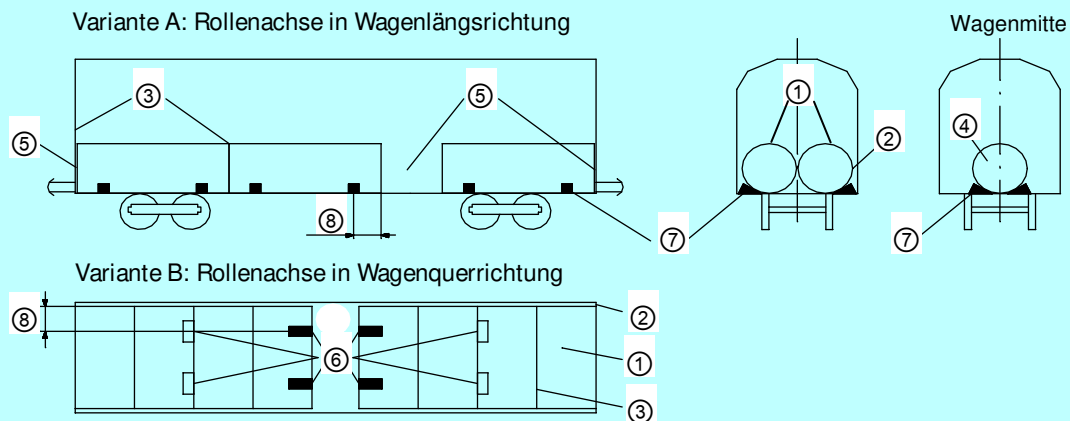 Variante A: Rollenachse in Wagenlängsrichtung
Wagenmitte
③ ⑤ ①
⑤ ② ④
⑧ ⑦ ⑦
Variante B: Rollenachse in Wagenquerrichtung
⑧ ②
⑥ ①
③